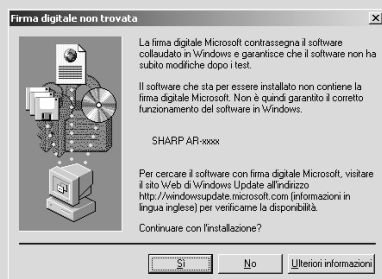 Firma digitale non trovata
La firma digitale Microsoft contrassegna il software
collaudato in Windows e garantisce che il software non ha
subito modifiche dopo i test.
Il software che sta per essere installato non contiene la
firma digitale Microsoft. Non è quindi garantito il corretto
funzionamento del software in Windows.
SHARP AR-xxxx
Per cercare il software con firma digitale Microsoft, visitare
il sito Web di Windows Update all'indirizzo
http://windowsupdate.microsoft.com (informazioni in
lingua inglese) per verificarne la disponibilità.
Continuare con l'installazione?
Sì No Ulteriori informazioni